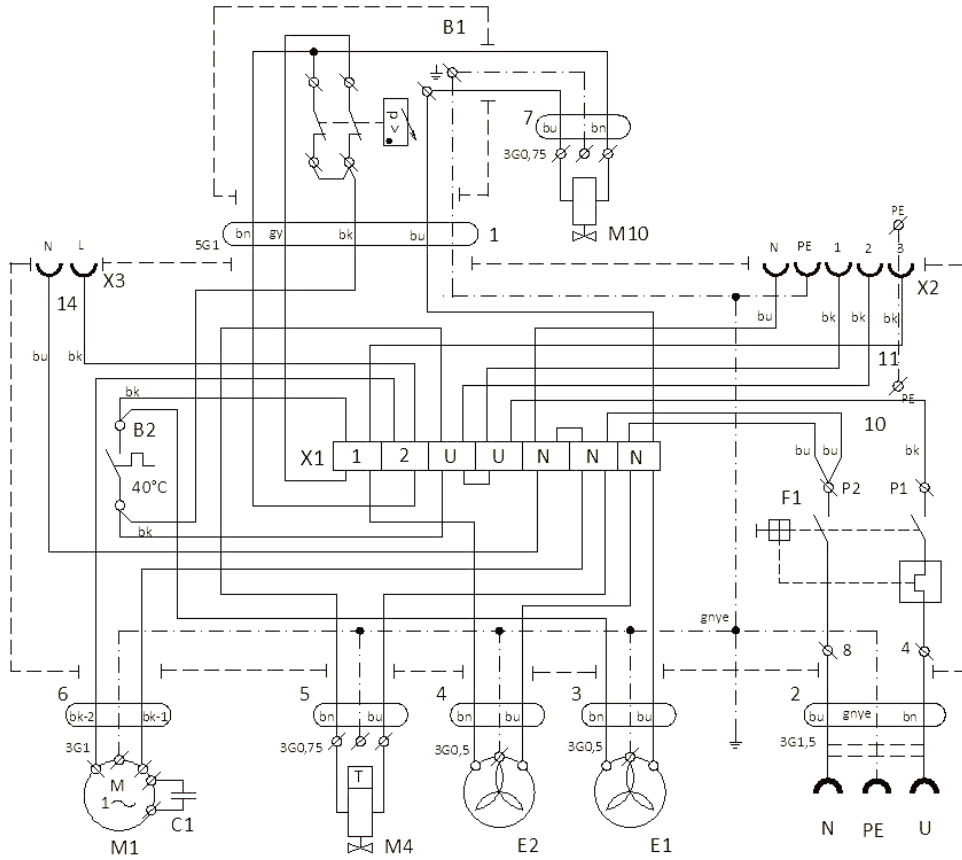 B1
7
bu bn
3G0,75
p
v
M10
bn gy bk bu 1
5G1
PE
N L
X3
N PE 1 2 3
X2
14
bu bk
bu bk bk bk
11
PE
bk
B2
40°C
bk
10
X1 1 2 U U N N N
bu bu bk
P2 P1
F1
gnye
8 4
6 5 4 3 2
bk-2 bk-1 bn bu bn bu bn bu bu gnye bn
3G1 3G0,75 3G0,5 3G0,5 3G1,5
M
1
T
C1
N PE U
M1 M4 E2 E1